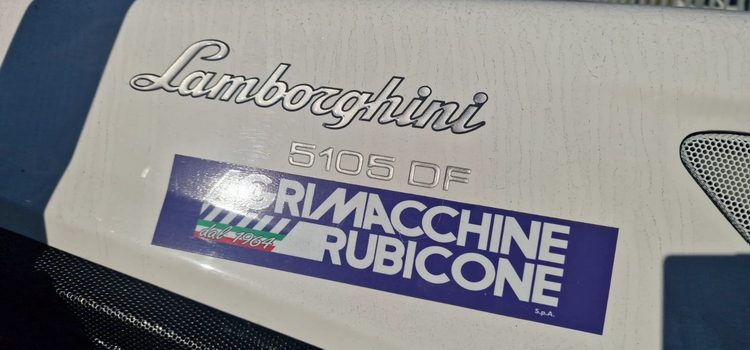 Lamborghini
5105 DF
AGRIMACCHINE
dal 1964
RUBICONE
S.p.A.